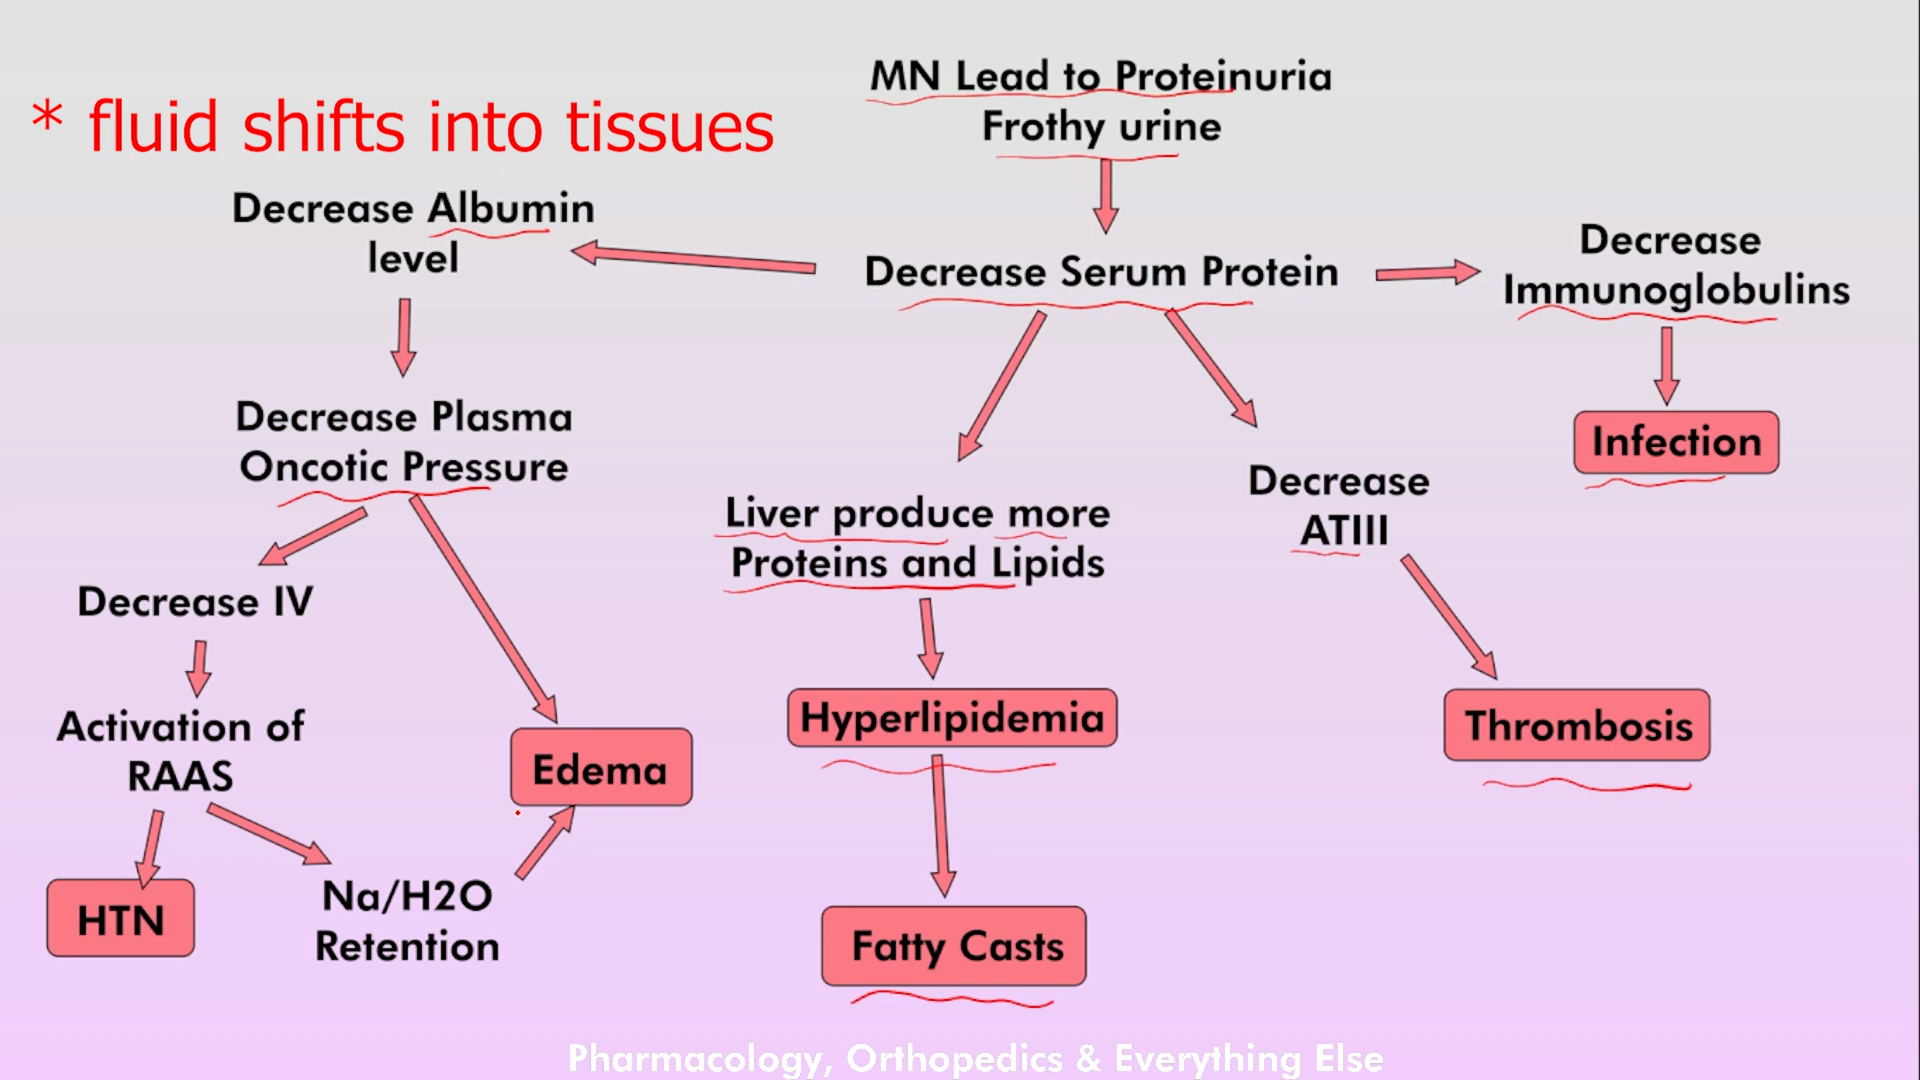 MN Lead to Proteinuria
Frothy urine
* fluid shifts into tissues
Decrease Albumin
level
Decrease Serum Protein
Decrease
Immunoglobulins
Decrease Plasma
Oncotic Pressure
Infection
Liver produce more
Proteins and Lipids
Decrease
ATIII
Decrease IV
Activation of
RAAS
Edema
Hyperlipidemia
Thrombosis
HTN
Na/H2O
Retention
Fatty Casts
Pharmacology, Orthopedics & Everything Else